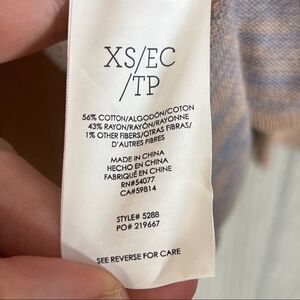 XS/EC
/TP
56% COTTON/ALGODÓN/COTON
43% RAYON/RAYÓN/RAYONNE
1% OTHER FIBERS/OTRAS FIBRAS/
D'AUTRES FIBRES
MADE IN CHINA
HECHO EN CHINA
FABRIQUÉ EN CHINE
RN#54077
CA#59814
STYLE# 5288
PO# 219667
SEE REVERSE FOR CARE